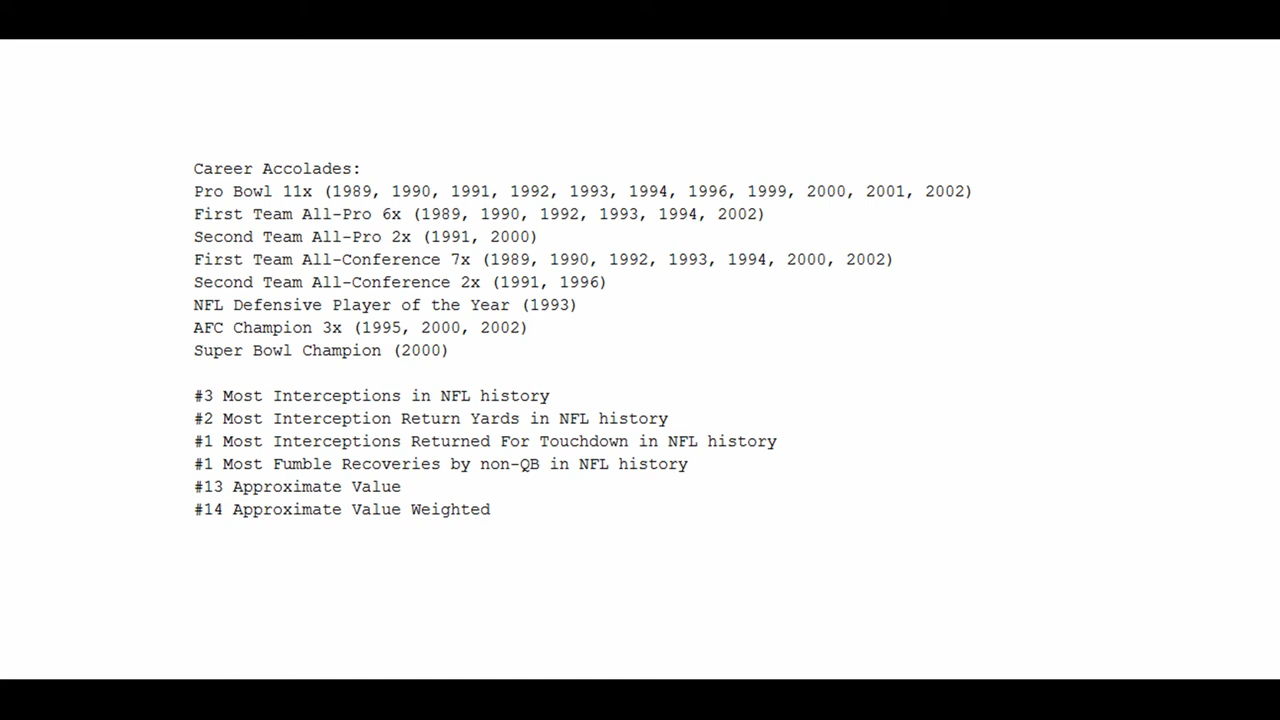 Career Accolades:
Pro Bowl 11x (1989, 1990, 1991, 1992, 1993, 1994, 1996, 1999, 2000, 2001, 2002)
First Team All-Pro 6x (1989, 1990, 1992, 1993, 1994, 2002)
Second Team All-Pro 2x (1991, 2000)
First Team All-Conference 7x (1989, 1990, 1992, 1993, 1994, 2000, 2002)
Second Team All-Conference 2x (1991, 1996)
NFL Defensive Player of the Year (1993)
AFC Champion 3x (1995, 2000, 2002)
Super Bowl Champion (2000)
#3 Most Interceptions in NFL history
#2 Most Interception Return Yards in NFL history
#1 Most Interceptions Returned For Touchdown in NFL history
#1 Most Fumble Recoveries by non-QB in NFL history
#13 Approximate Value
#14 Approximate Value Weighted